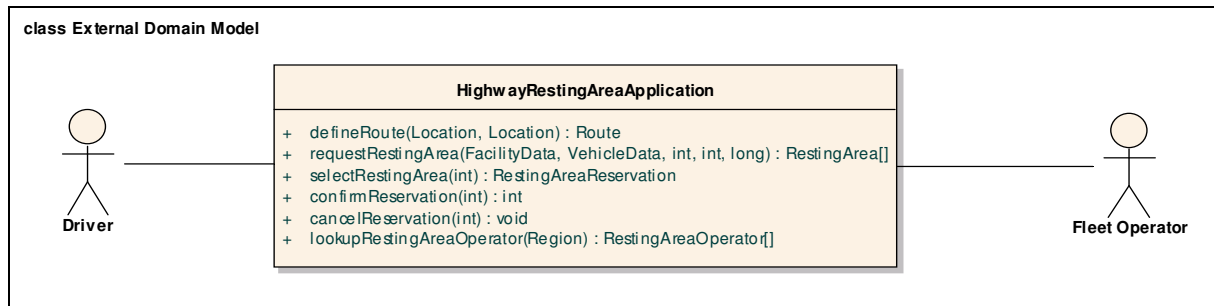 class External Domain Model
HighwayRestingAreaApplication
+ defineRoute(Location, Location) : Route
+ requestRestingArea(FacilityData, VehicleData, int, int, long) : RestingArea[]
+ selectRestingArea(int) : RestingAreaReservation
+ confirmReservation(int) : int
+ cancelReservation(int) : void
+ lookupRestingAreaOperator(Region) : RestingAreaOperator[]
Driver
Fleet Operator